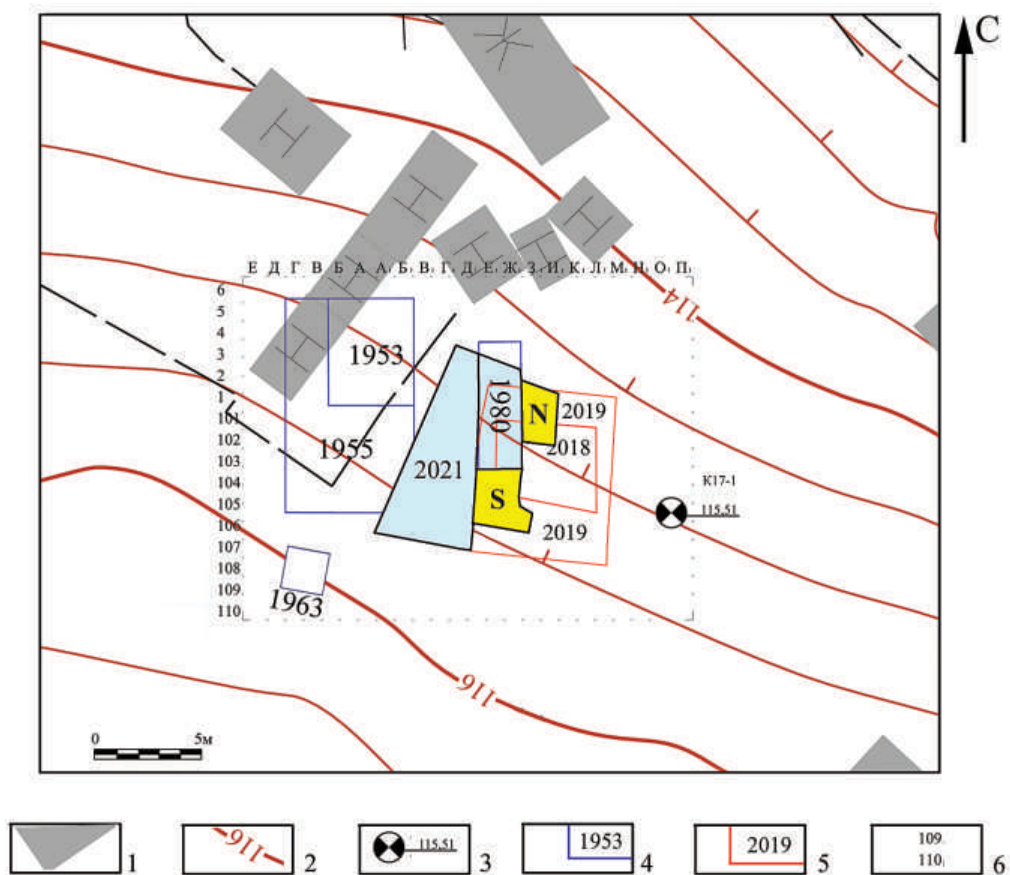 С
Н
Н
Н
Н
Н
Н
Н
Н
Е Д Г В Б А А Б В Г Д Е Ж З И К Л М Н О П
6
5
4
3
2
1
101
102
103
104
105
106
107
108
109
110
114
1953
1955
1980
N
2019
2018
2021
S
2019
К17-1
115,51
1963
116
0 5м
1
116 2
115,51 3
1953 4
2019 5
109
110 6